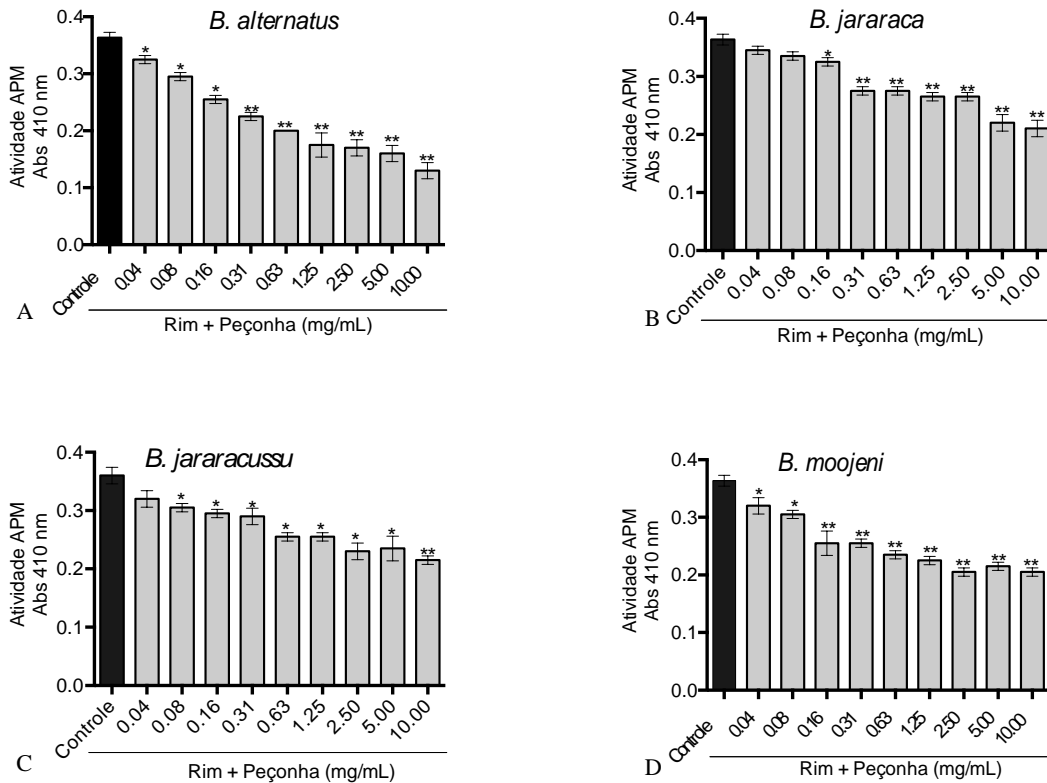 B. alternatus
0.4
0.3
0.2
0.1
0.0
Atividade APM
Abs 410 nm
* * * ** ** ** ** ** **
Controle 0.04 0.08 0.16 0.31 0.63 1.25 2.50 5.00 10.00
Rim + Peçonha (mg/mL)
A
B. jararaca
0.4
0.3
0.2
0.1
0.0
Atividade APM
Abs 410 nm
* ** ** ** ** ** **
Controle 0.04 0.08 0.16 0.31 0.63 1.25 2.50 5.00 10.00
Rim + Peçonha (mg/mL)
B
B. jararacussu
0.4
0.3
0.2
0.1
0.0
Atividade APM
Abs 410 nm
* * * * * * * **
Controle 0.04 0.08 0.16 0.31 0.63 1.25 2.50 5.00 10.00
Rim + Peçonha (mg/mL)
C
B. moojeni
0.4
0.3
0.2
0.1
0.0
Atividade APM
Abs 410 nm
* * ** ** ** ** ** ** **
Controle 0.04 0.08 0.16 0.31 0.63 1.25 2.50 5.00 10.00
Rim + Peçonha (mg/mL)
D